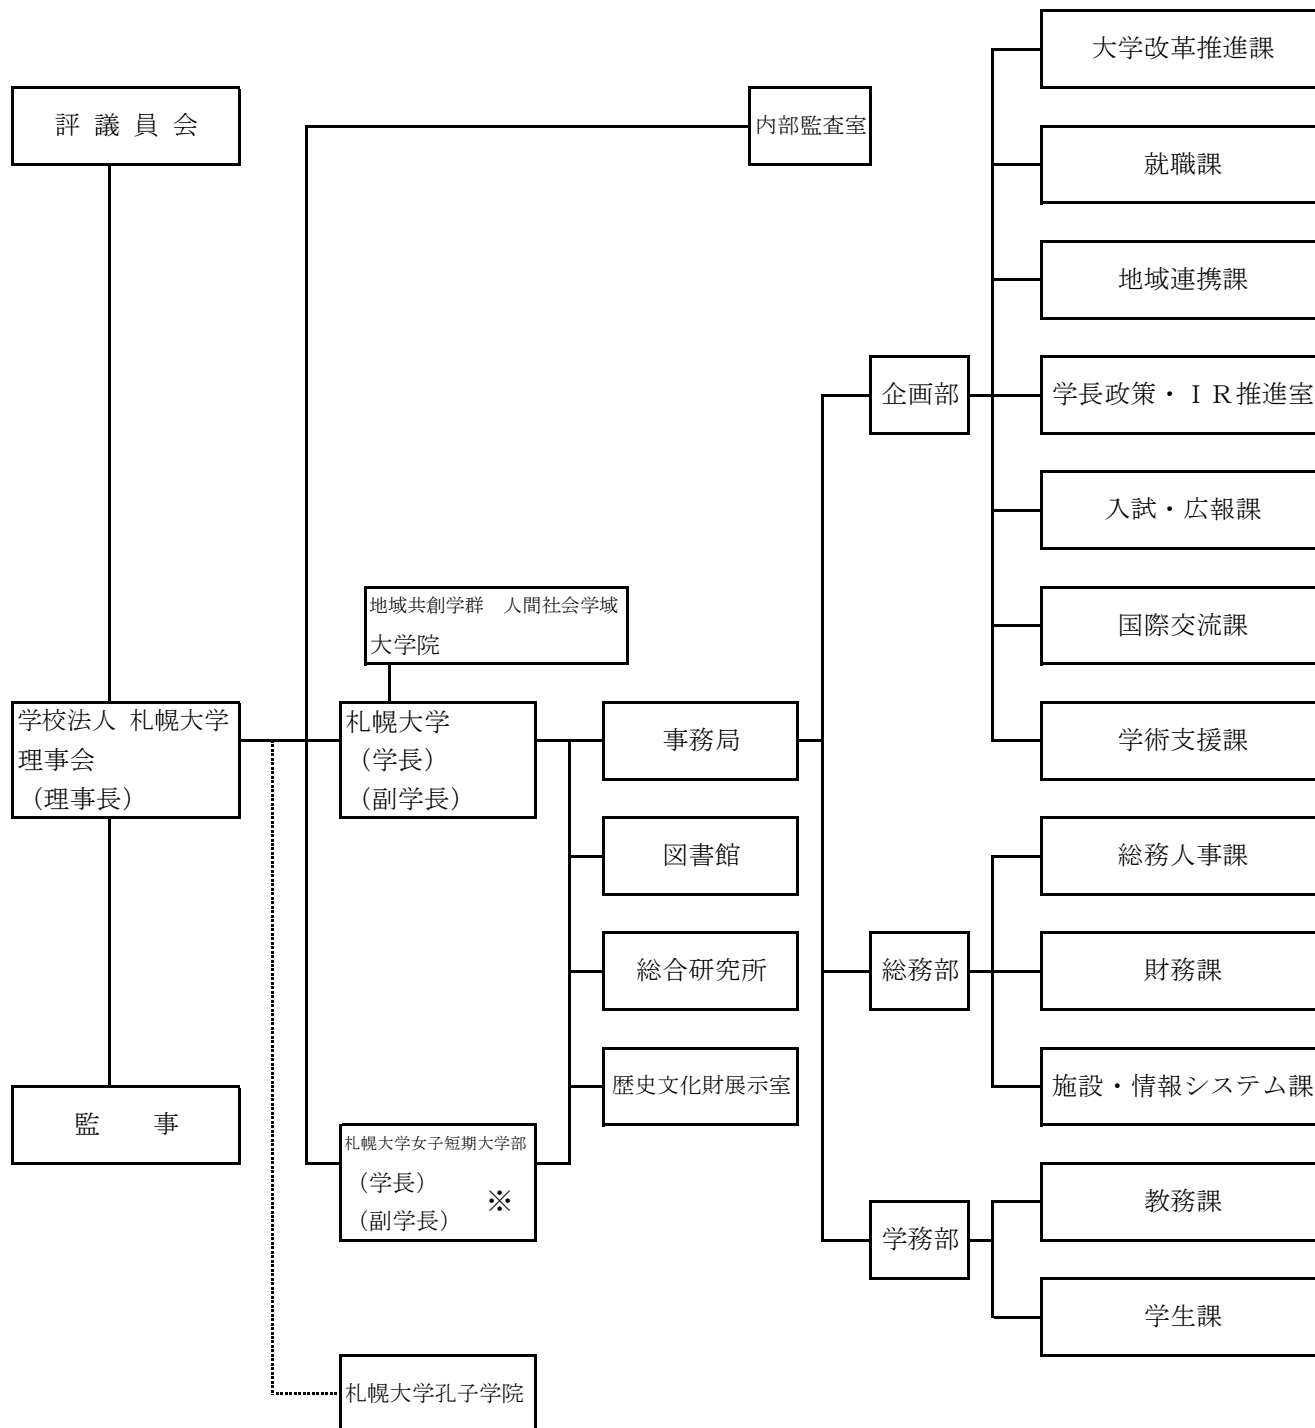 大学改革推進課
評 議 員 会
内部監査室
就職課
地域連携課
企画部
学長政策・ＩＲ推進室
入試・広報課
地域共創学群　人間社会学域
大学院
国際交流課
学校法人 札幌大学
理事会
（理事長）
札幌大学
（学長）
（副学長）
事務局
学術支援課
図書館
総務人事課
総合研究所
総務部
財務課
歴史文化財展示室
施設・情報システム課
監　　事
札幌大学女子短期大学部
（学長）
（副学長）
※
教務課
学務部
学生課
札幌大学孔子学院